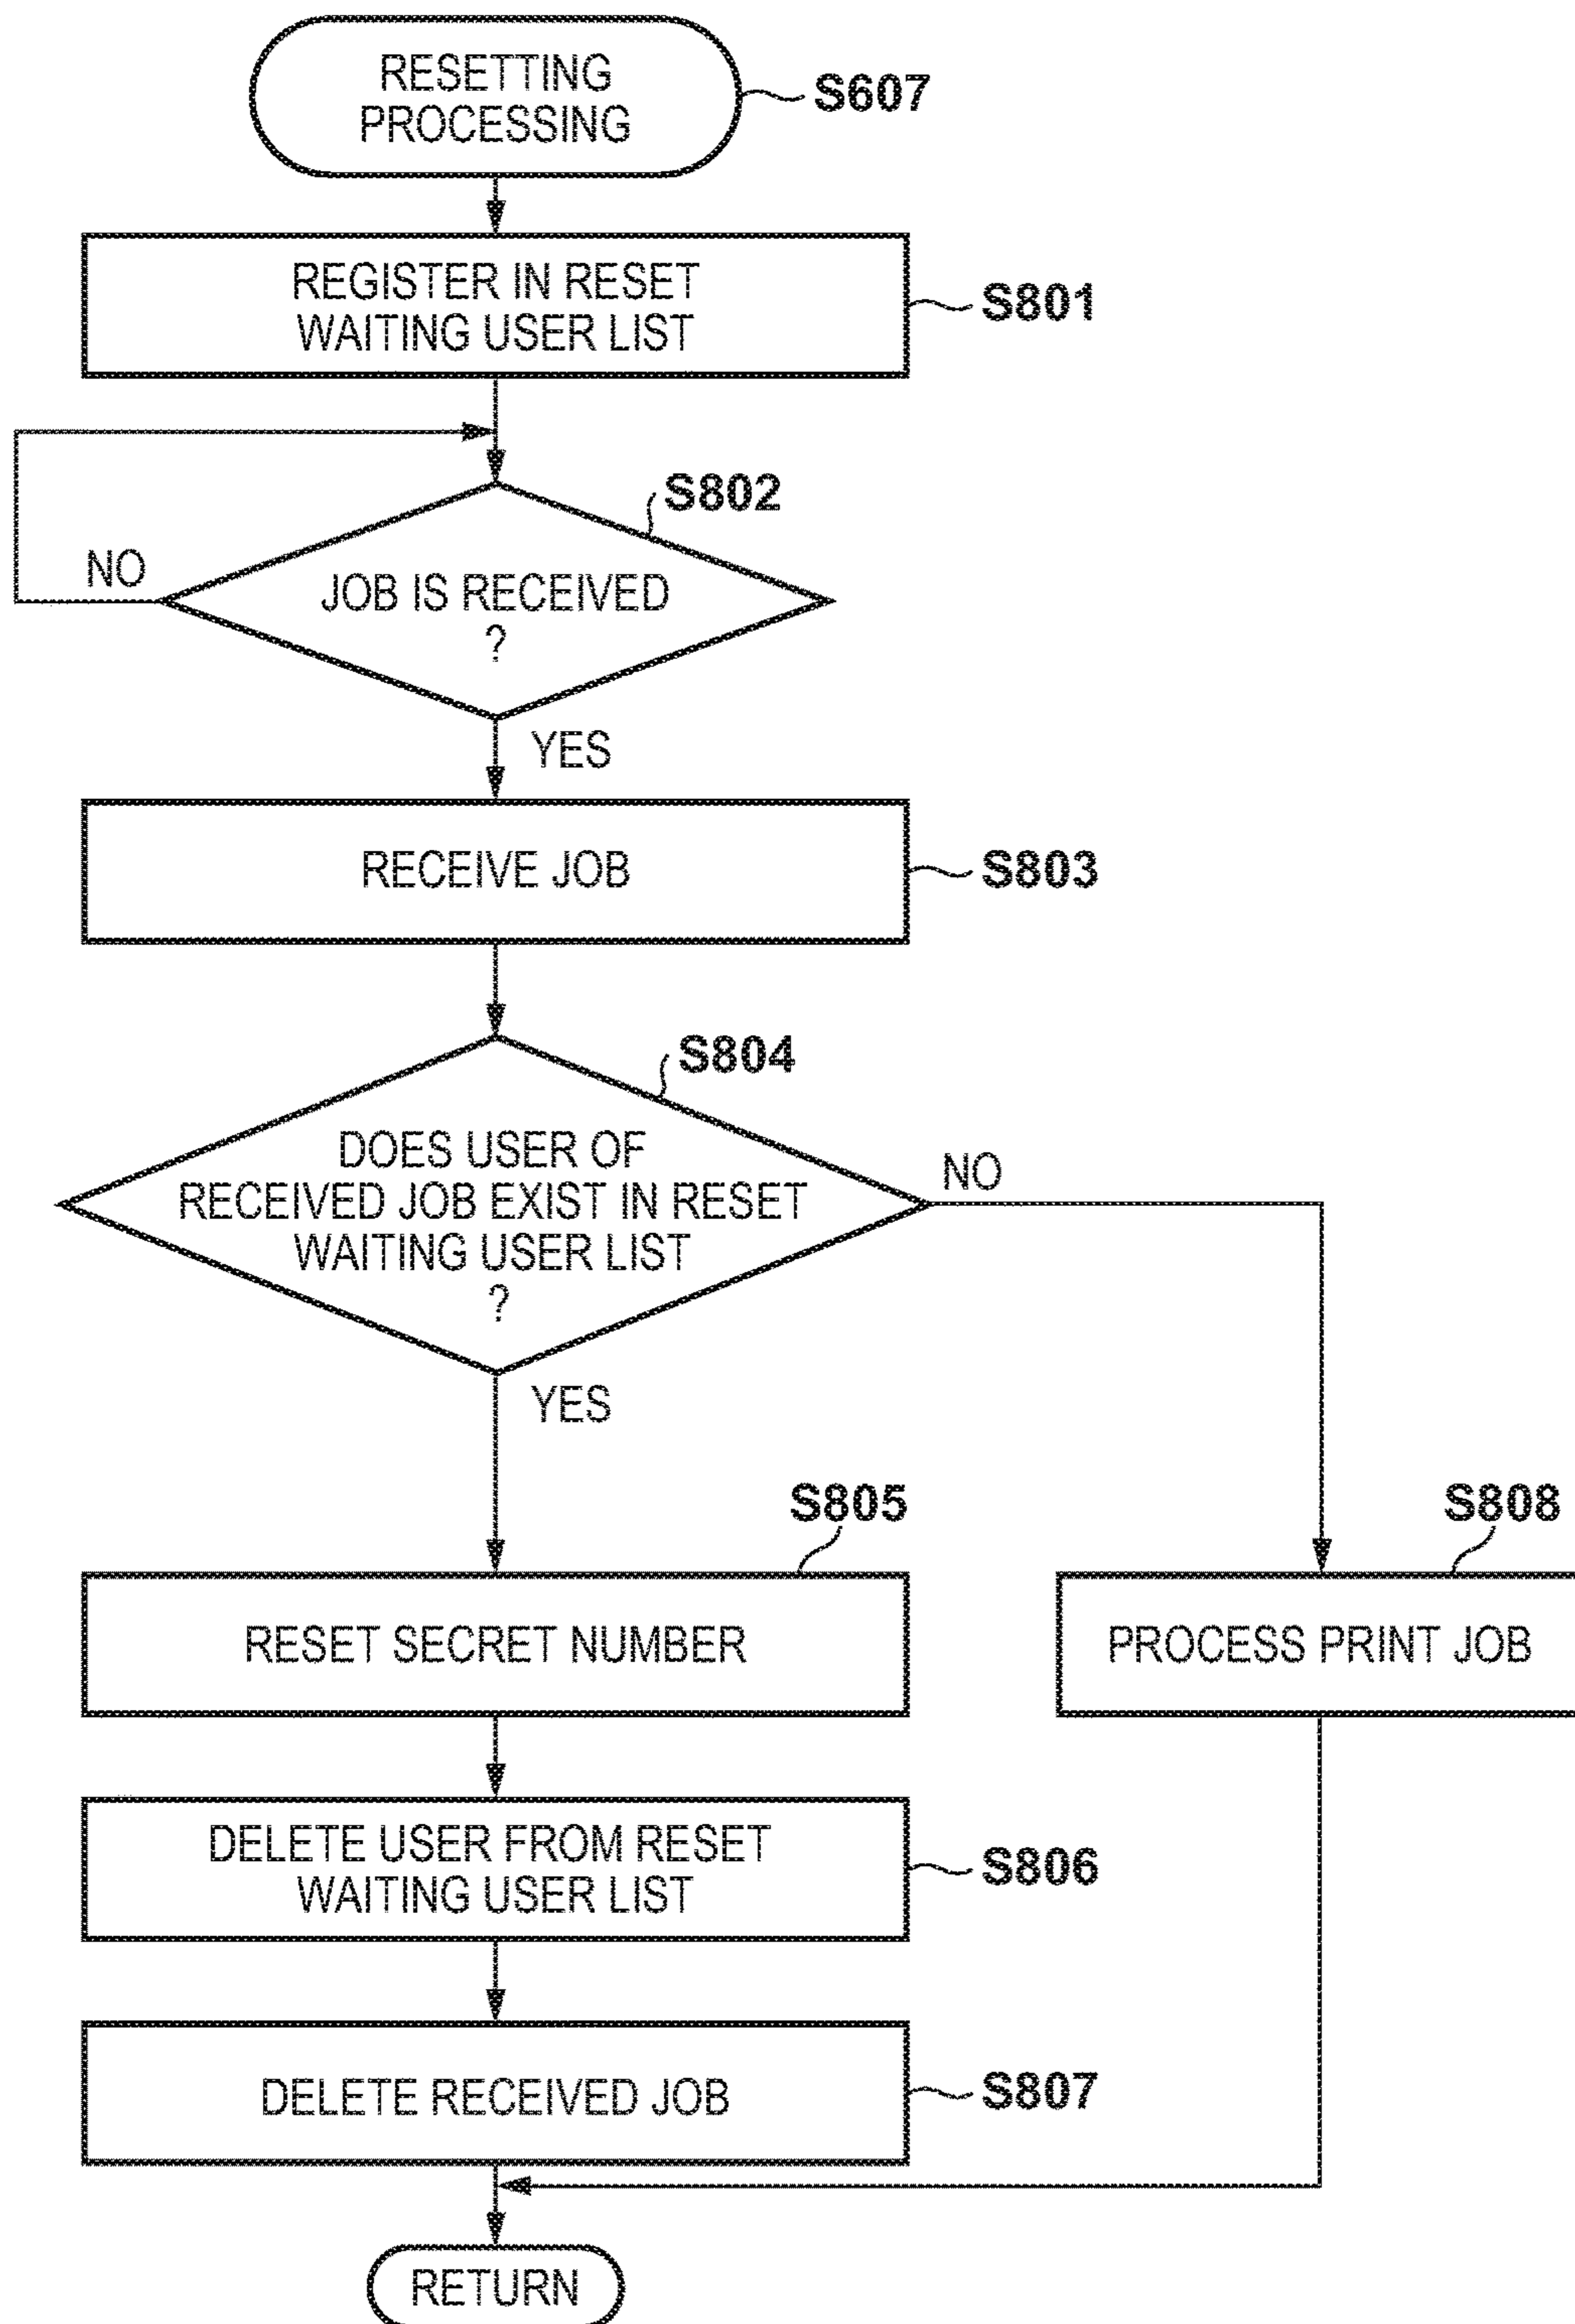 RESETTING
PROCESSING
S607
REGISTER IN RESET
WAITING USER LIST
S801
S802
NO
JOB IS RECEIVED
?
YES
RECEIVE JOB
S803
S804
DOES USER OF
RECEIVED JOB EXIST IN RESET
WAITING USER LIST
?
NO
YES
S805
RESET SECRET NUMBER
S808
PROCESS PRINT JOB
DELETE USER FROM RESET
WAITING USER LIST
S806
DELETE RECEIVED JOB
S807
RETURN